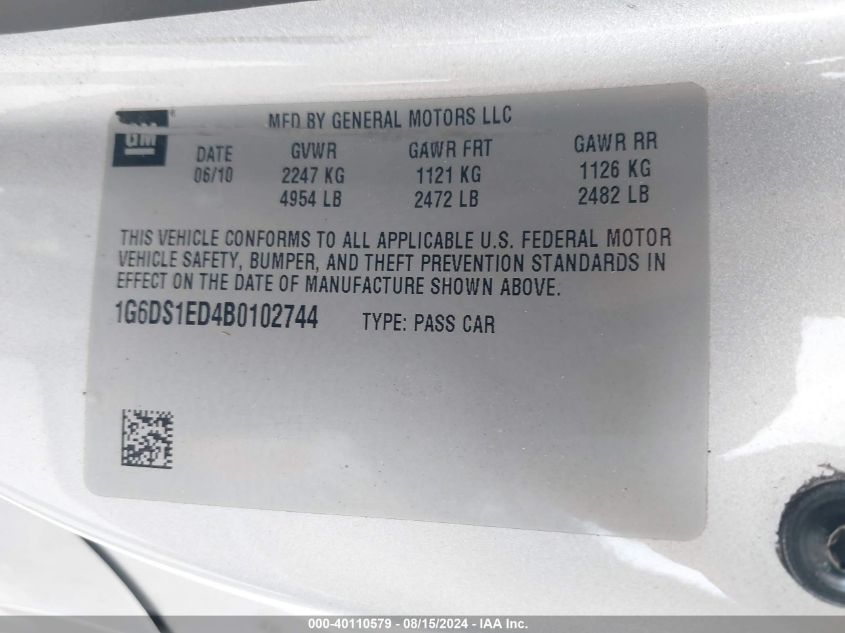 MFD BY GENERAL MOTORS LLC
GM
DATE GVWR GAWR FRT GAWR RR
06/10 2247 KG 1121 KG 1126 KG
4954 LB 2472 LB 2482 LB
THIS VEHICLE CONFORMS TO ALL APPLICABLE U.S. FEDERAL MOTOR
VEHICLE SAFETY, BUMPER, AND THEFT PREVENTION STANDARDS IN
EFFECT ON THE DATE OF MANUFACTURE SHOWN ABOVE.
1G6DS1ED4B0102744 TYPE: PASS CAR
000-40110579 - 08/15/2024 - IAA Inc.